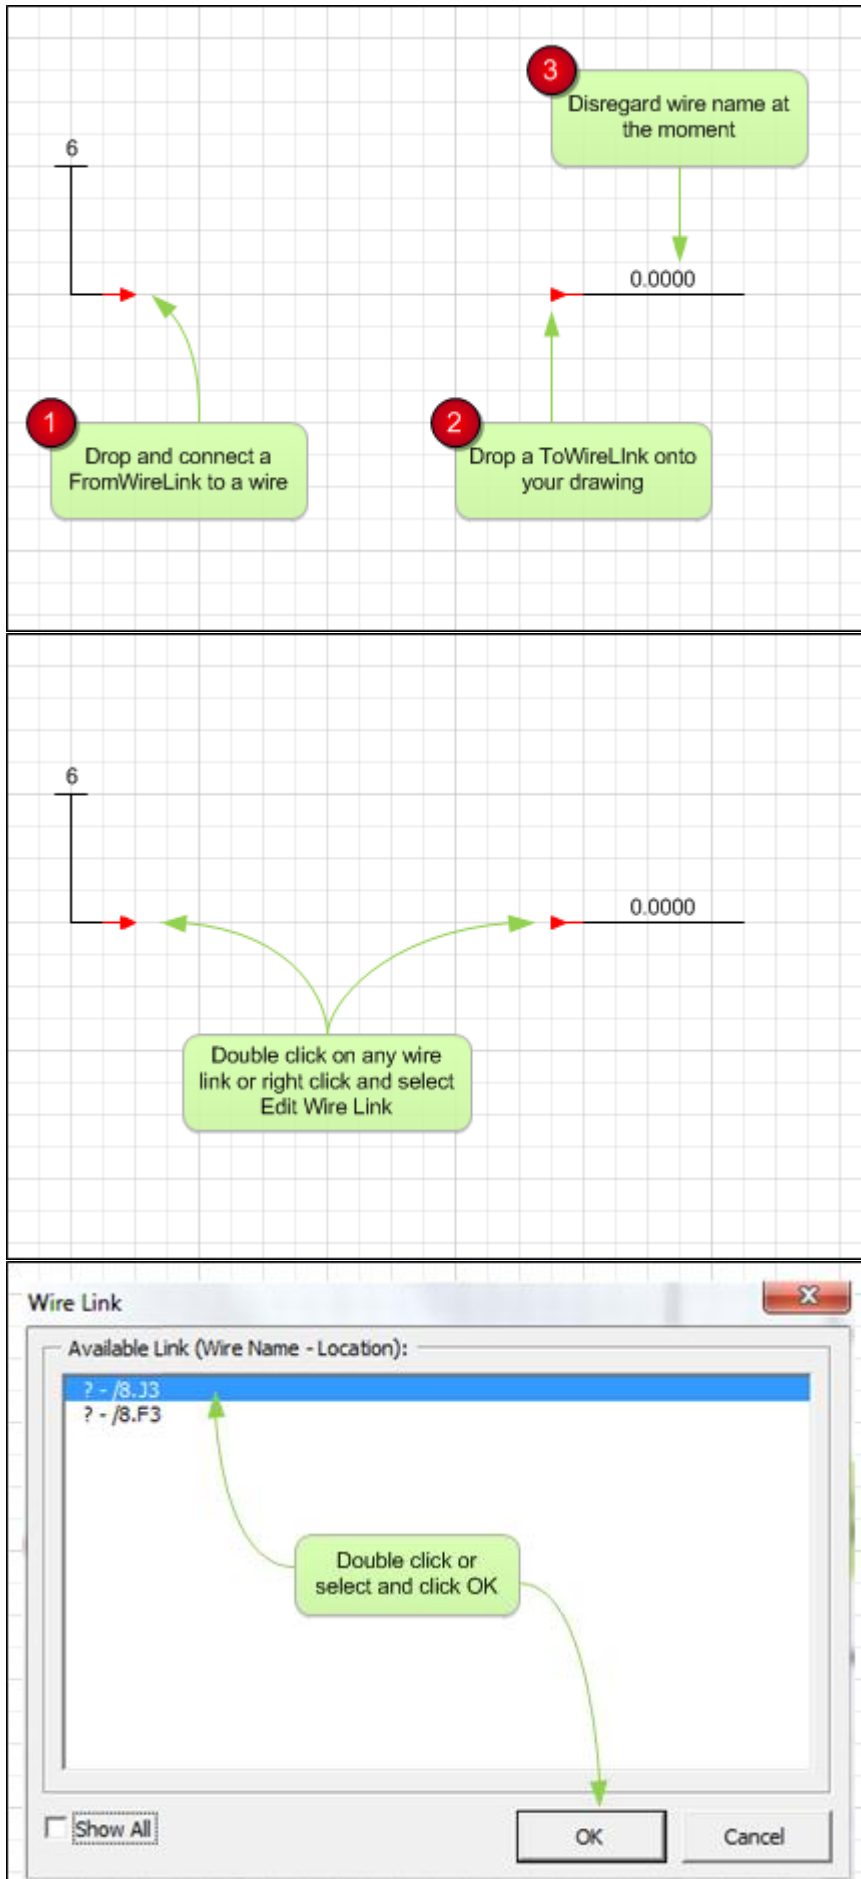 3
Disregard wire name at
the moment
6
0.0000
1
Drop and connect a
FromWireLink to a wire
2
Drop a ToWireLInk onto
your drawing
6
0.0000
Double click on any wire
link or right click and select
Edit Wire Link
Wire Link
Available Link (Wire Name - Location):
? - /8.J3
? - /8.F3
Double click or
select and click OK
Show All
OK
Cancel